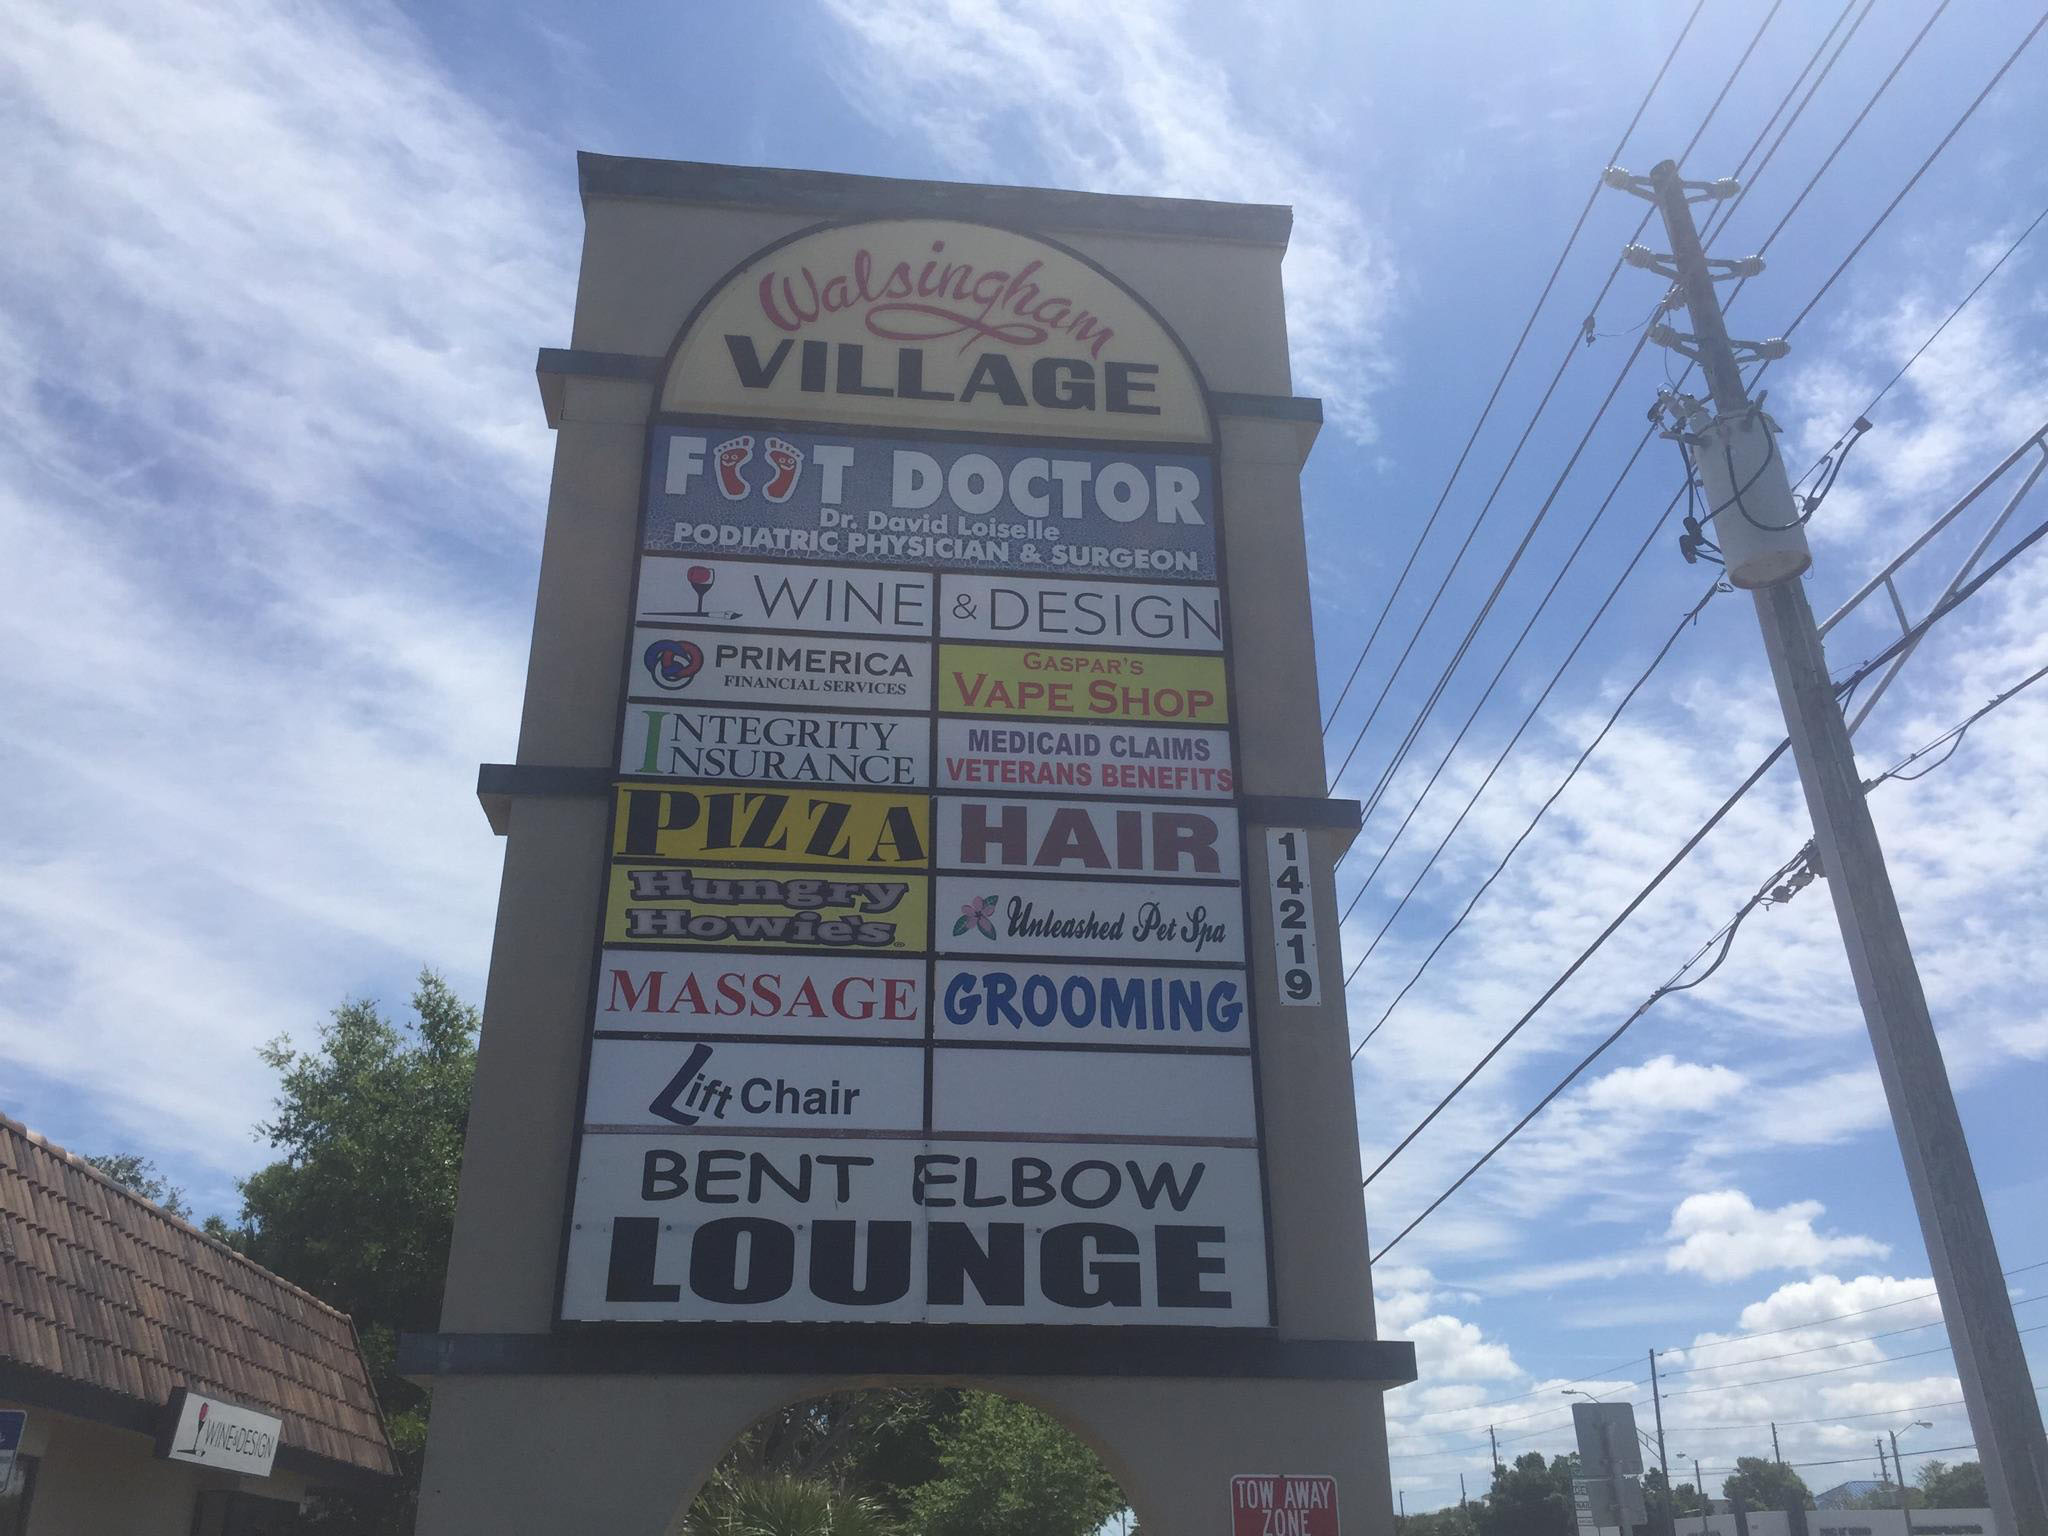 Walsingham
VILLAGE
FOOT DOCTOR
Dr. David Loiselle
PODIATRIC PHYSICIAN & SURGEON
WINE & DESIGN
PRIMERICA
FINANCIAL SERVICES
GASPAR'S
VAPE SHOP
INTEGRITY
INSURANCE
MEDICAID CLAIMS
VETERANS BENEFITS
PIZZA
HAIR
Hungry
Howie's®
Unleashed Pet Spa
MASSAGE
GROOMING
Lift Chair
BENT ELBOW
LOUNGE
14219
WINE & DESIGN
TOW AWAY
ZONE